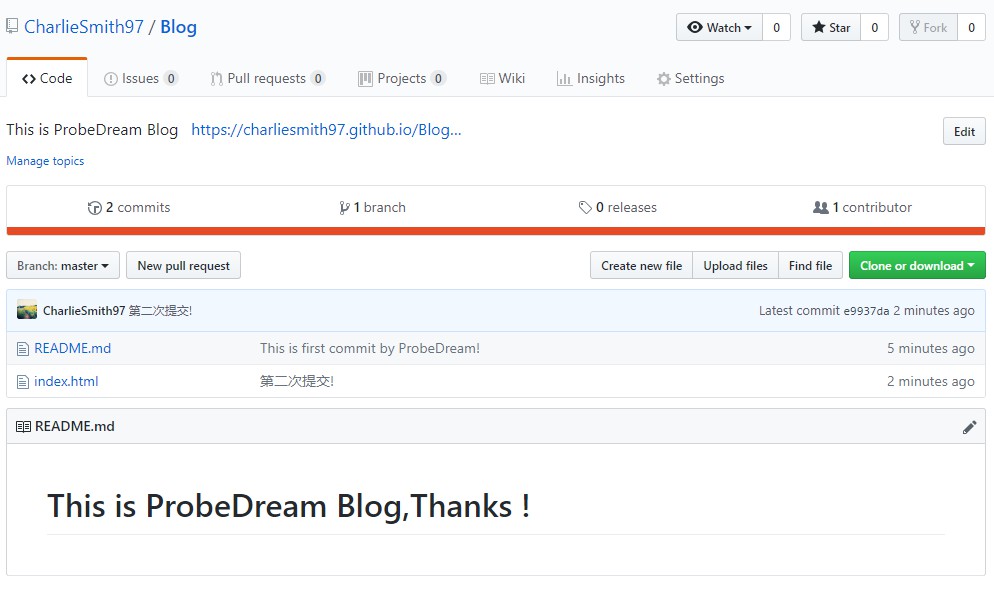 CharlieSmith97 / Blog
Watch 0 Star 0 Fork 0
Code Issues 0 Pull requests 0 Projects 0 Wiki Insights Settings
This is ProbeDream Blog https://charliesmith97.github.io/Blog...
Edit
Manage topics
2 commits 1 branch 0 releases 1 contributor
Branch: master New pull request Create new file Upload files Find file Clone or download
CharlieSmith97 第二次提交! Latest commit e9937da 2 minutes ago
README.md This is first commit by ProbeDream! 5 minutes ago
index.html 第二次提交! 2 minutes ago
README.md
This is ProbeDream Blog,Thanks !